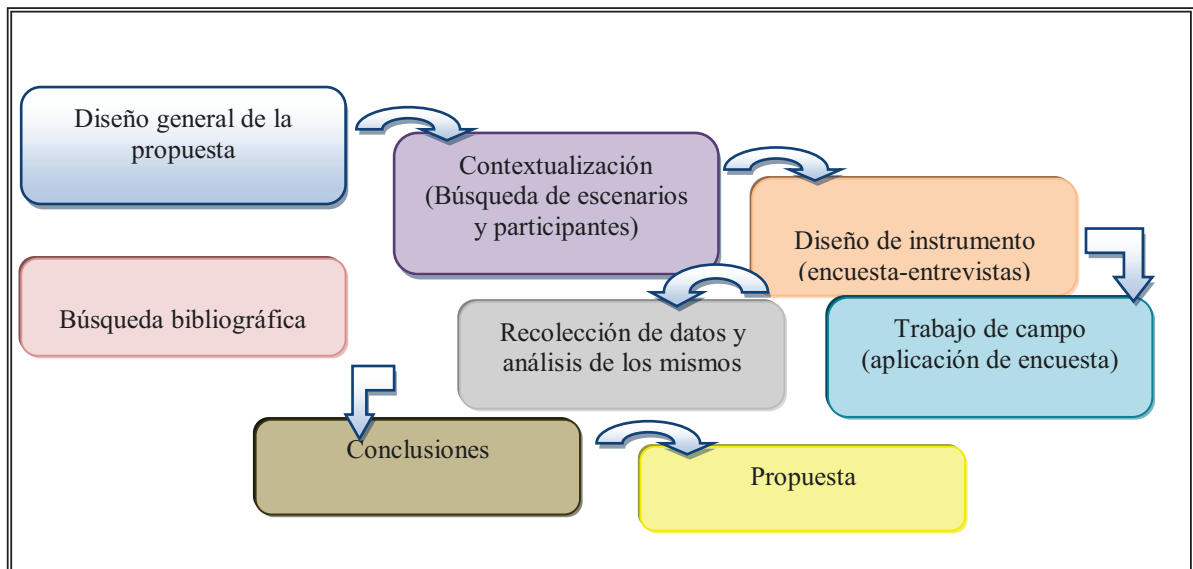 Diseño general de la
propuesta
Contextualización
(Búsqueda de escenarios
y participantes)
Diseño de instrumento
(encuesta-entrevistas)
Búsqueda bibliográfica
Recolección de datos y
análisis de los mismos
Trabajo de campo
(aplicación de encuesta)
Conclusiones
Propuesta